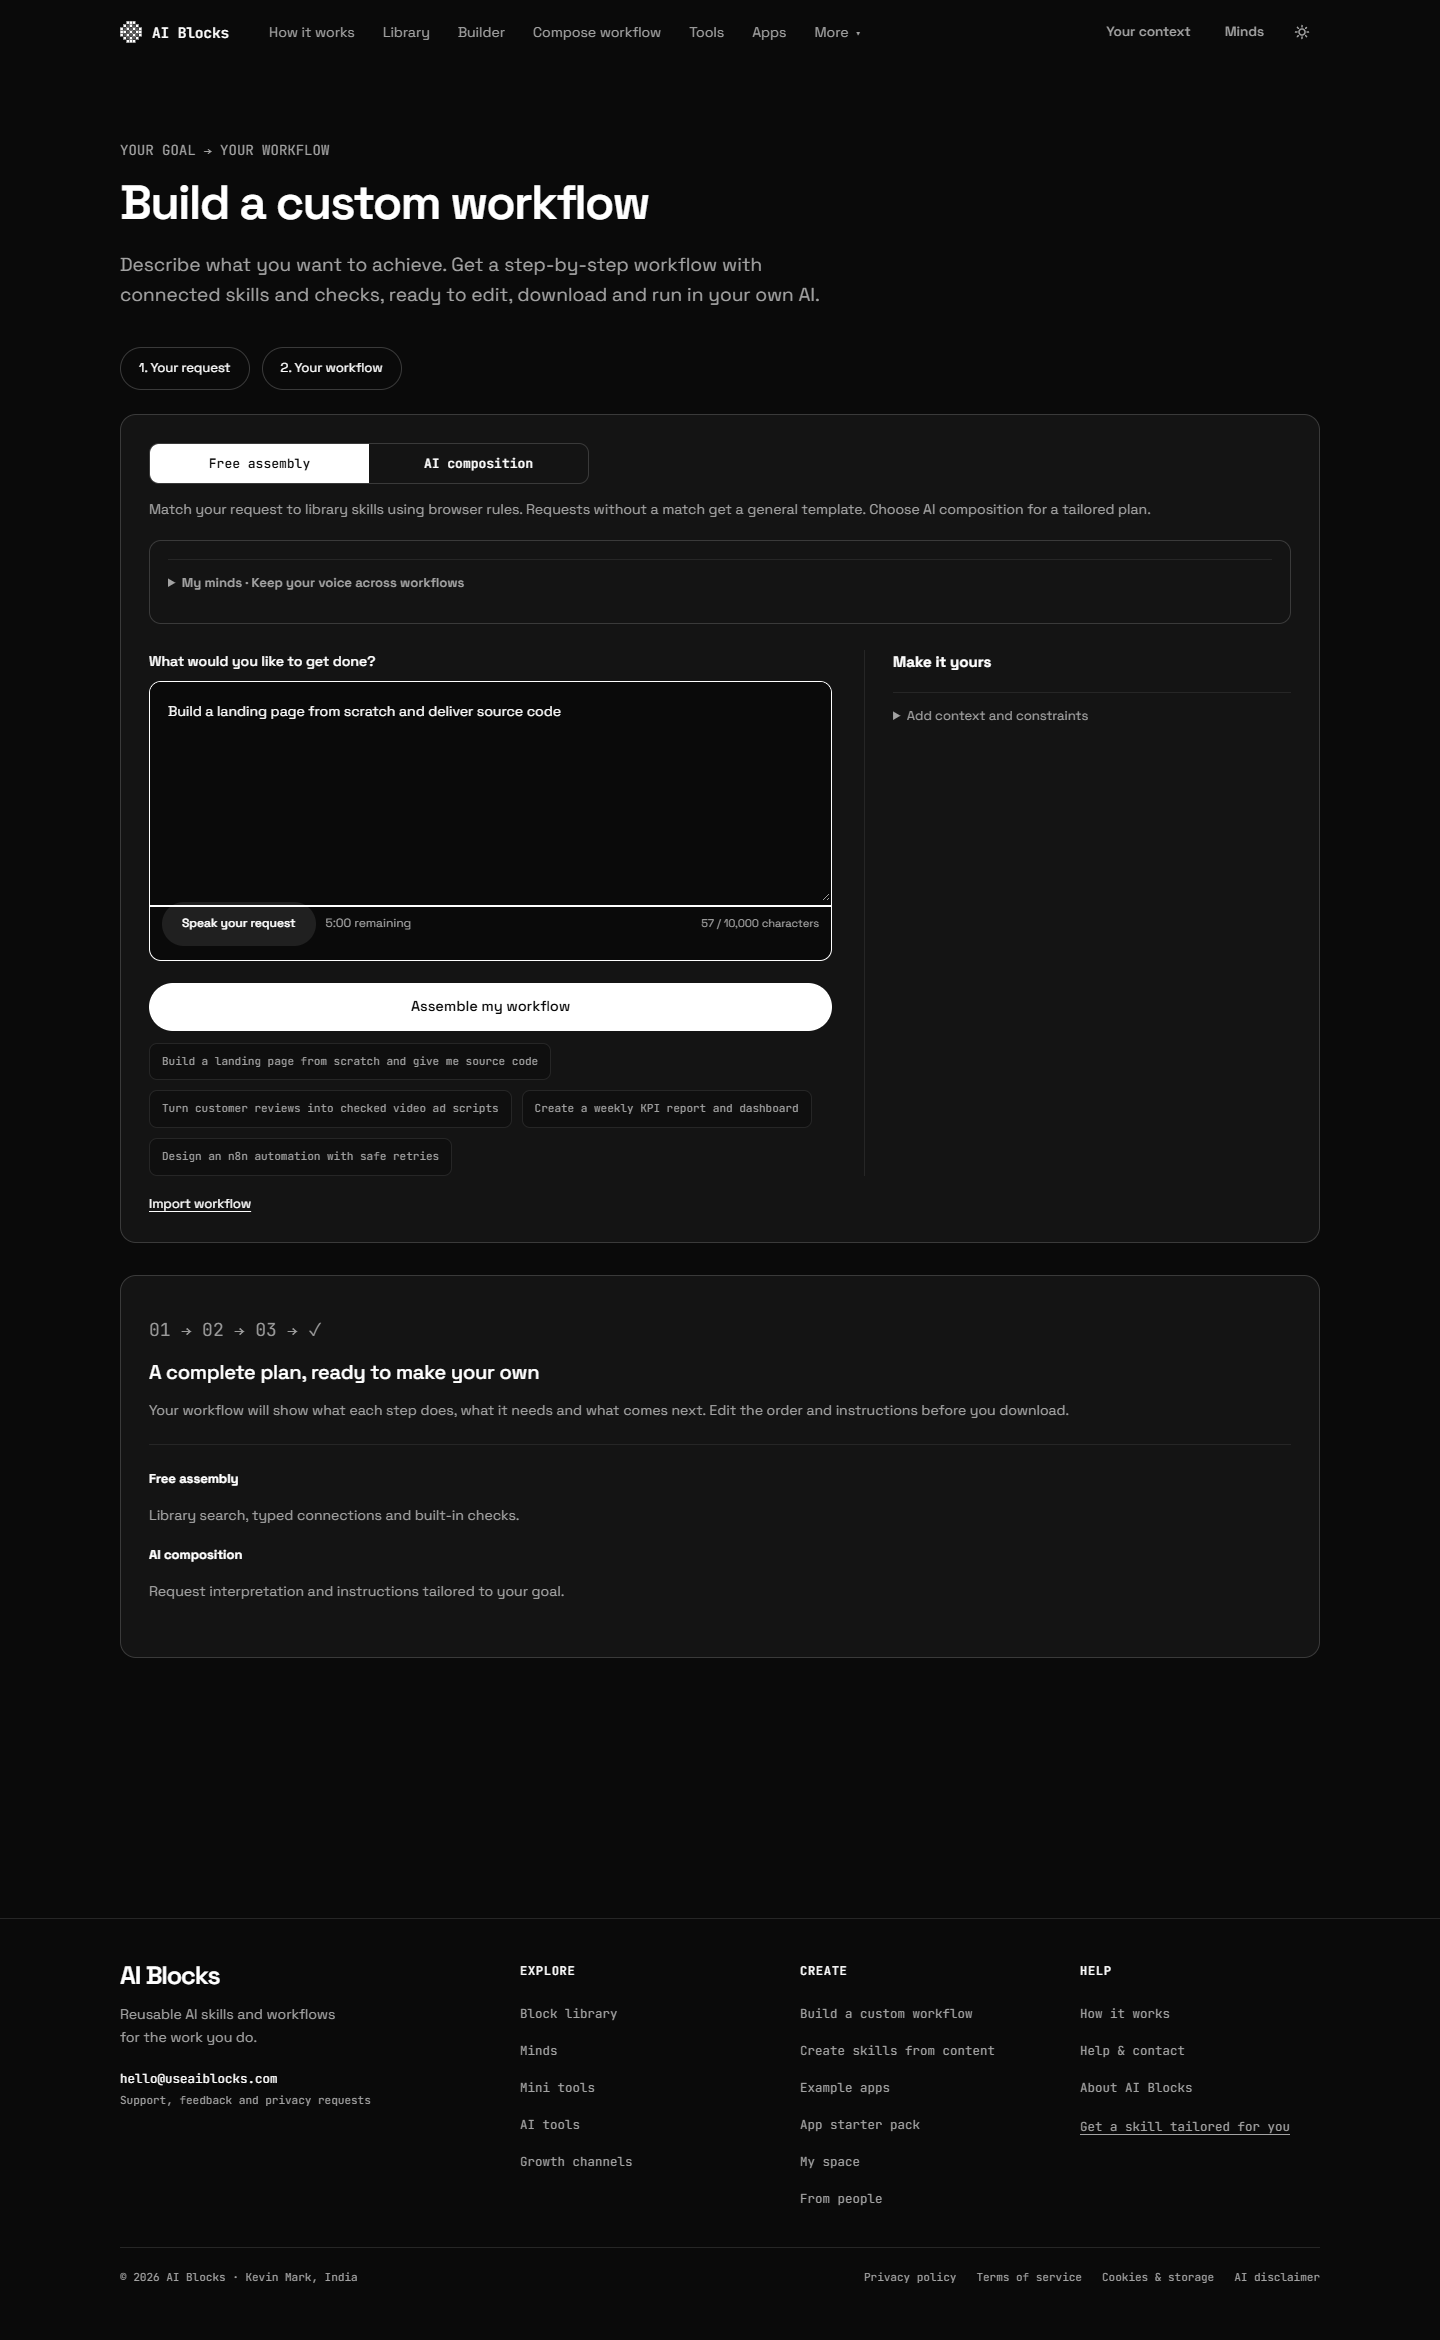 AI Blocks
How it works
Library
Builder
Compose workflow
Tools
Apps
More ▾
Your context
Minds
YOUR GOAL → YOUR WORKFLOW
Build a custom workflow
Describe what you want to achieve. Get a step-by-step workflow with
connected skills and checks, ready to edit, download and run in your own AI.
1. Your request
2. Your workflow
Free assembly
AI composition
Match your request to library skills using browser rules. Requests without a match get a general template. Choose AI composition for a tailored plan.
▶ My minds · Keep your voice across workflows
What would you like to get done?
Build a landing page from scratch and deliver source code
Speak your request
5:00 remaining
57 / 10,000 characters
Assemble my workflow
Build a landing page from scratch and give me source code
Turn customer reviews into checked video ad scripts
Create a weekly KPI report and dashboard
Design an n8n automation with safe retries
Import workflow
Make it yours
▶ Add context and constraints
01 → 02 → 03 → ✓
A complete plan, ready to make your own
Your workflow will show what each step does, what it needs and what comes next. Edit the order and instructions before you download.
Free assembly
Library search, typed connections and built-in checks.
AI composition
Request interpretation and instructions tailored to your goal.
AI Blocks
Reusable AI skills and workflows
for the work you do.
hello@useaiblocks.com
Support, feedback and privacy requests
EXPLORE
Block library
Minds
Mini tools
AI tools
Growth channels
CREATE
Build a custom workflow
Create skills from content
Example apps
App starter pack
My space
From people
HELP
How it works
Help & contact
About AI Blocks
Get a skill tailored for you
© 2026 AI Blocks · Kevin Mark, India
Privacy policy
Terms of service
Cookies & storage
AI disclaimer